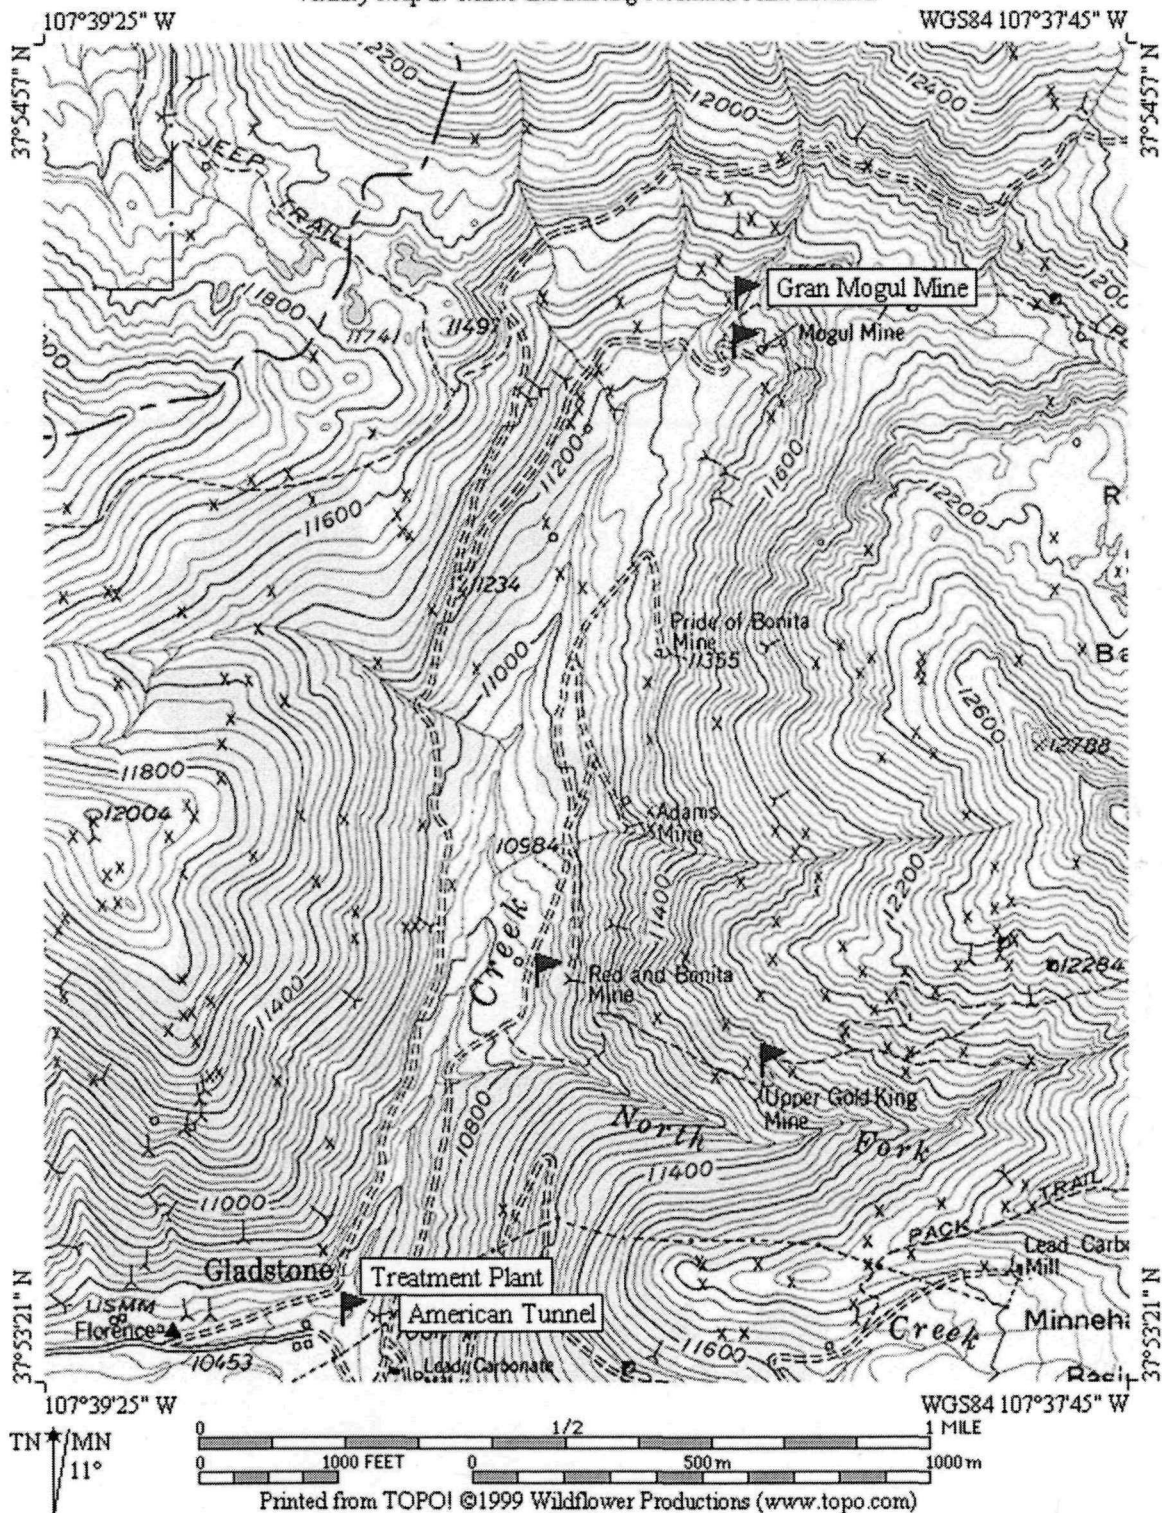 107°39'25" W
WGS84 107°37'45" W
37°54'57" N
37°54'57" N
12200
12000
12400
JEEP
TRAIL
11800
11741
11497
1200
Gran Mogul Mine
Mogul Mine
11200
11600
12200
R
11600
11234
Pride of Bonita
Mine
11355
Ba
11000
12600
12788
11800
12004
Adams
Mine
10984
11400
12200
Creek
12284
Red and Bonita
Mine
11400
Upper Gold King
Mine
10800
North
Fork
11400
11000
PACK
TRAIL
Lead Carb
Mill
Gladstone
Treatment Plant
American Tunnel
USMM
Florence
10453
Lead Carbonate
11600
Creek
Minneha
Basi
37°53'21" N
37°53'21" N
107°39'25" W
WGS84 107°37'45" W
TN MN
11°
0 1/2 1 MILE
0 1000 FEET 0 500 m 1000 m
Printed from TOPO! ©1999 Wildflower Productions (www.topo.com)